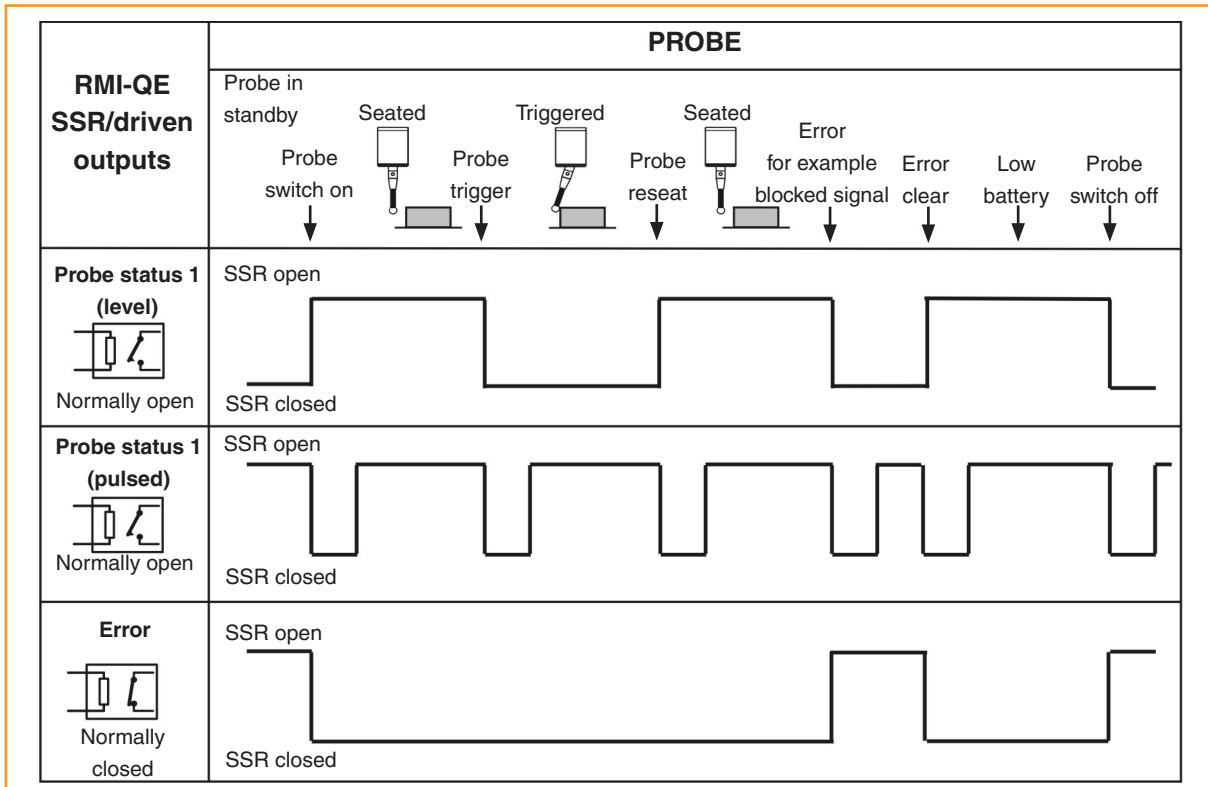 RMI-QE
SSR/driven
outputs
PROBE
Probe in
standby
Probe
switch on
Seated
Probe
trigger
Triggered
Probe
reseat
Seated
Error
for example
blocked signal
Error
clear
Low
battery
Probe
switch off
Probe status 1
(level)
Normally open
SSR open
SSR closed
Probe status 1
(pulsed)
Normally open
SSR open
SSR closed
Error
Normally
closed
SSR open
SSR closed